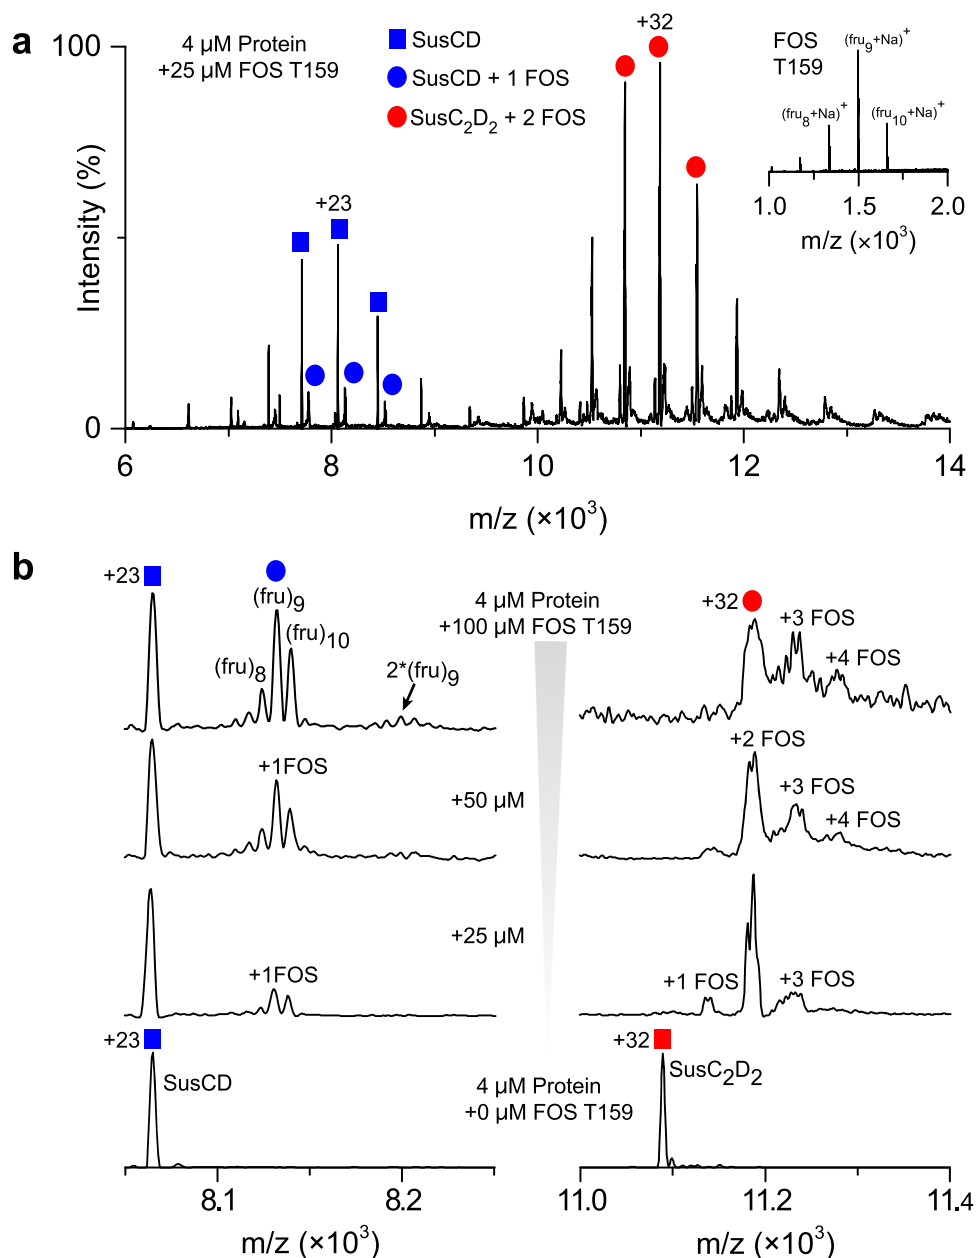 a
100
0
Intensity (%)
4 µM Protein
+25 µM FOS T159
SusCD
SusCD + 1 FOS
SusC2D2 + 2 FOS
+23
+32
6
8
10
12
14
m/z (×10³)
FOS
T159
(fru8+Na)+
(fru9+Na)+
(fru10+Na)+
1.0
1.5
2.0
m/z (×10³)
b
+23
(fru)8
(fru)9
(fru)10
2*(fru)9
4 µM Protein
+100 µM FOS T159
+32
+3 FOS
+4 FOS
+1FOS
+50 µM
+2 FOS
+3 FOS
+4 FOS
+1FOS
+25 µM
+1 FOS
+3 FOS
+23
SusCD
4 µM Protein
+0 µM FOS T159
+32
SusC2D2
8.1
8.2
m/z (×10³)
11.0
11.2
11.4
m/z (×10³)